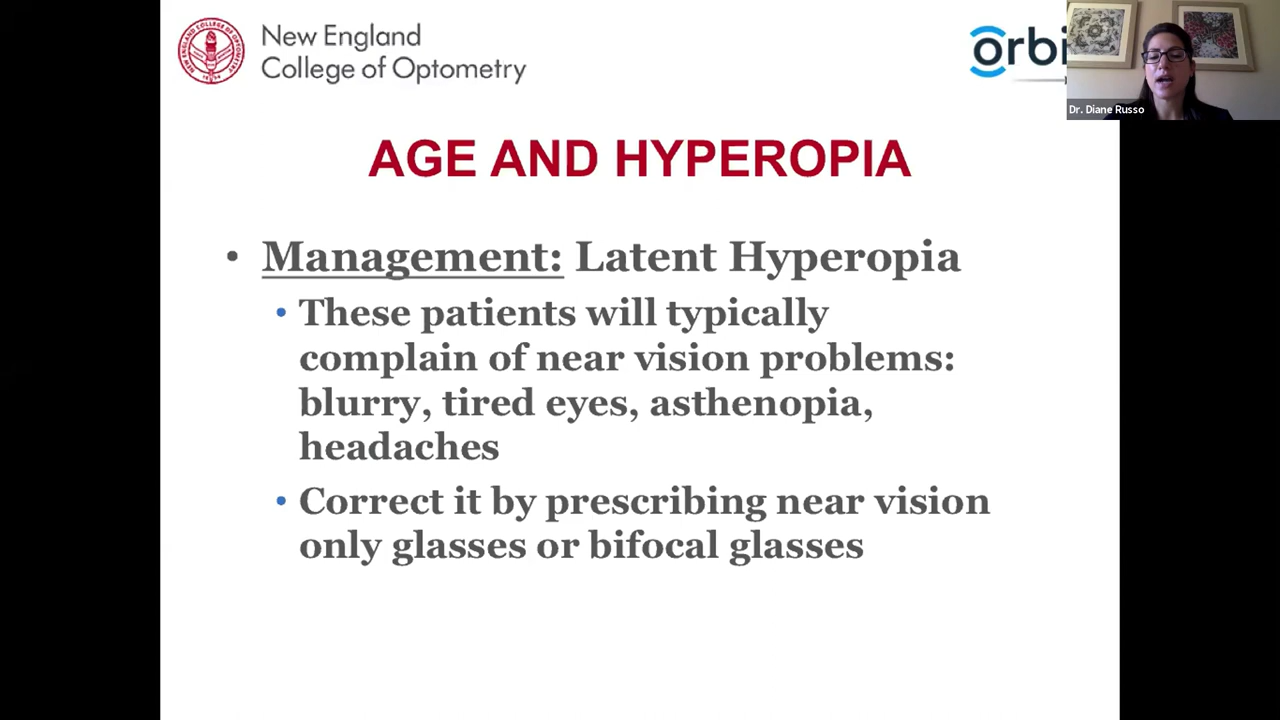 New England
College of Optometry
orbi
Dr. Diane Russo
AGE AND HYPEROPIA
• Management: Latent Hyperopia
• These patients will typically
complain of near vision problems:
blurry, tired eyes, asthenopia,
headaches
• Correct it by prescribing near vision
only glasses or bifocal glasses